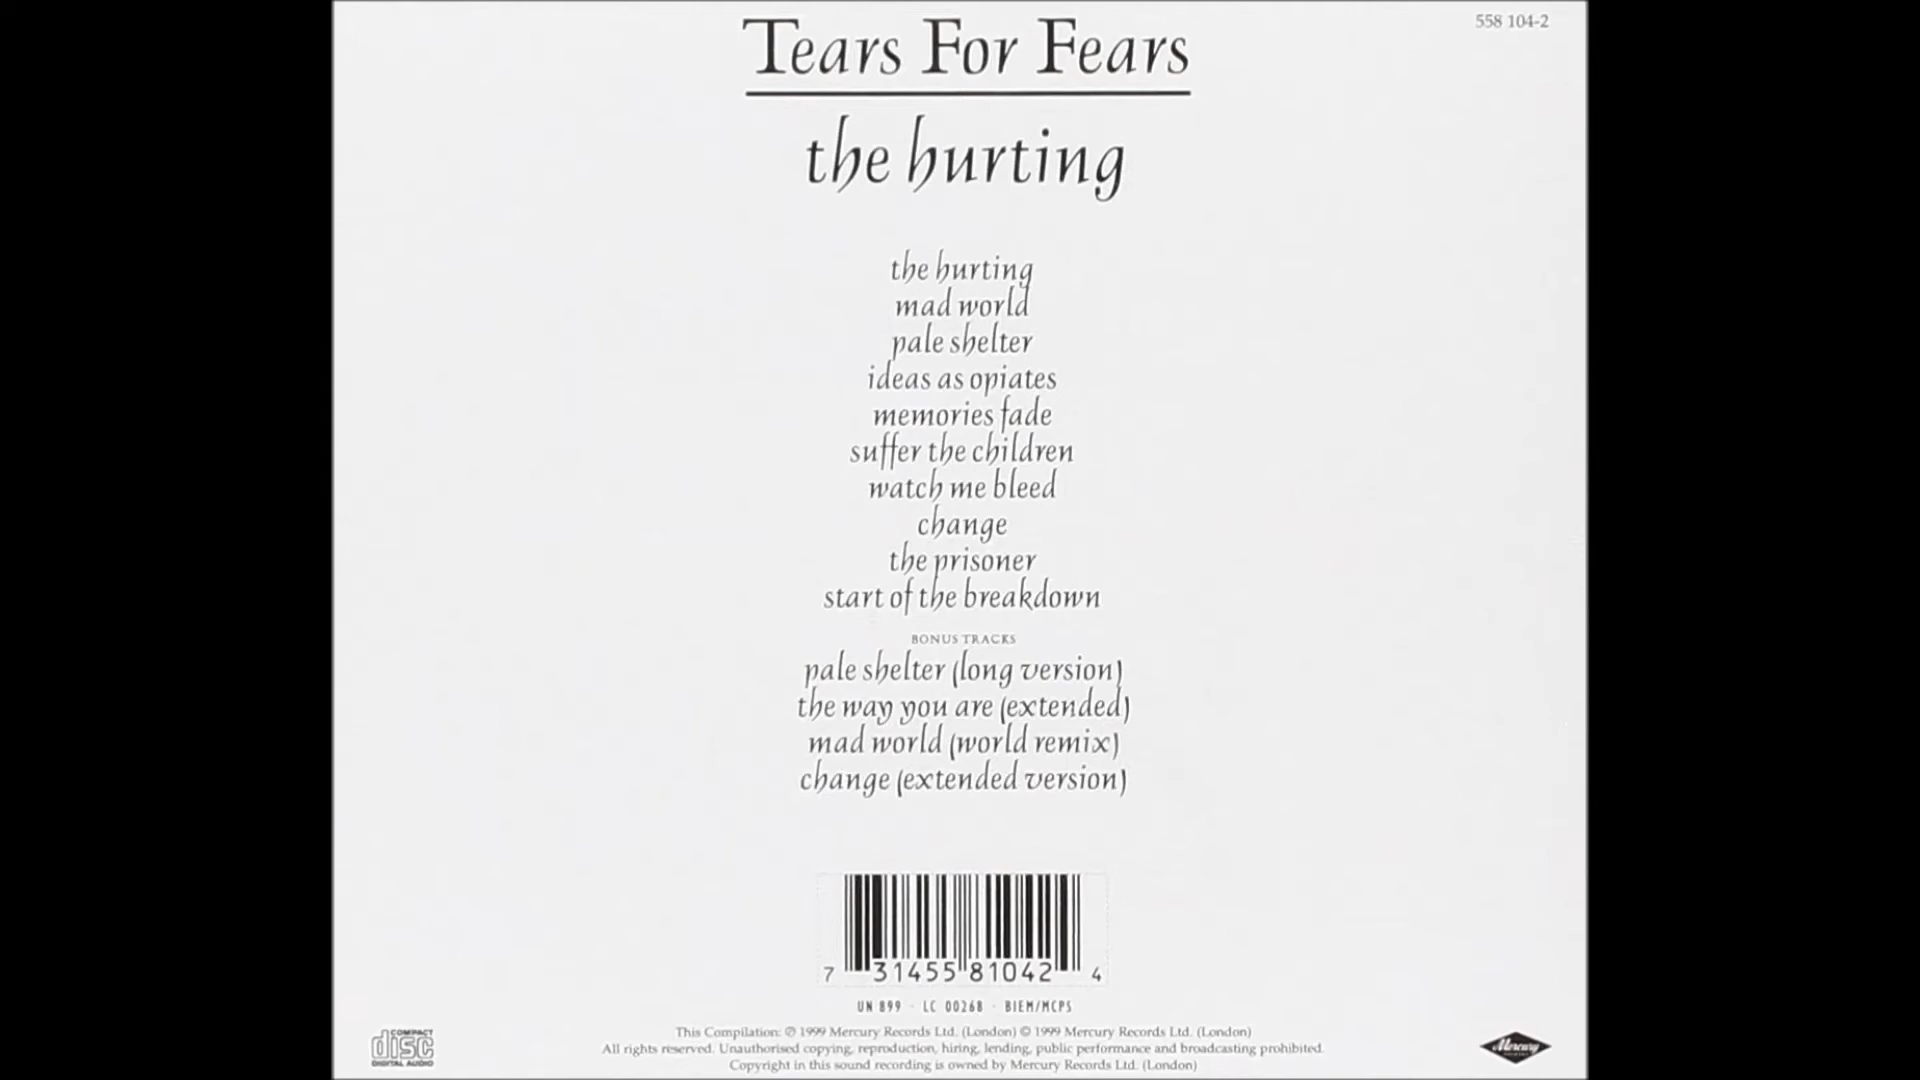 558 104-2
Tears For Fears
the hurting
the hurting
mad world
pale shelter
ideas as opiates
memories fade
suffer the children
watch me bleed
change
the prisoner
start of the breakdown
BONUS TRACKS
pale shelter (long version)
the way you are (extended)
mad world (world remix)
change (extended version)
7 31455 81042 4
UN 899 · LC 00268 · BIEM/MCPS
This Compilation: ℗ 1999 Mercury Records Ltd. (London) © 1999 Mercury Records Ltd. (London)
All rights reserved. Unauthorised copying, reproduction, hiring, lending, public performance and broadcasting prohibited.
Copyright in this sound recording is owned by Mercury Records Ltd. (London)
COMPACT
disc
DIGITAL AUDIO
Mercury